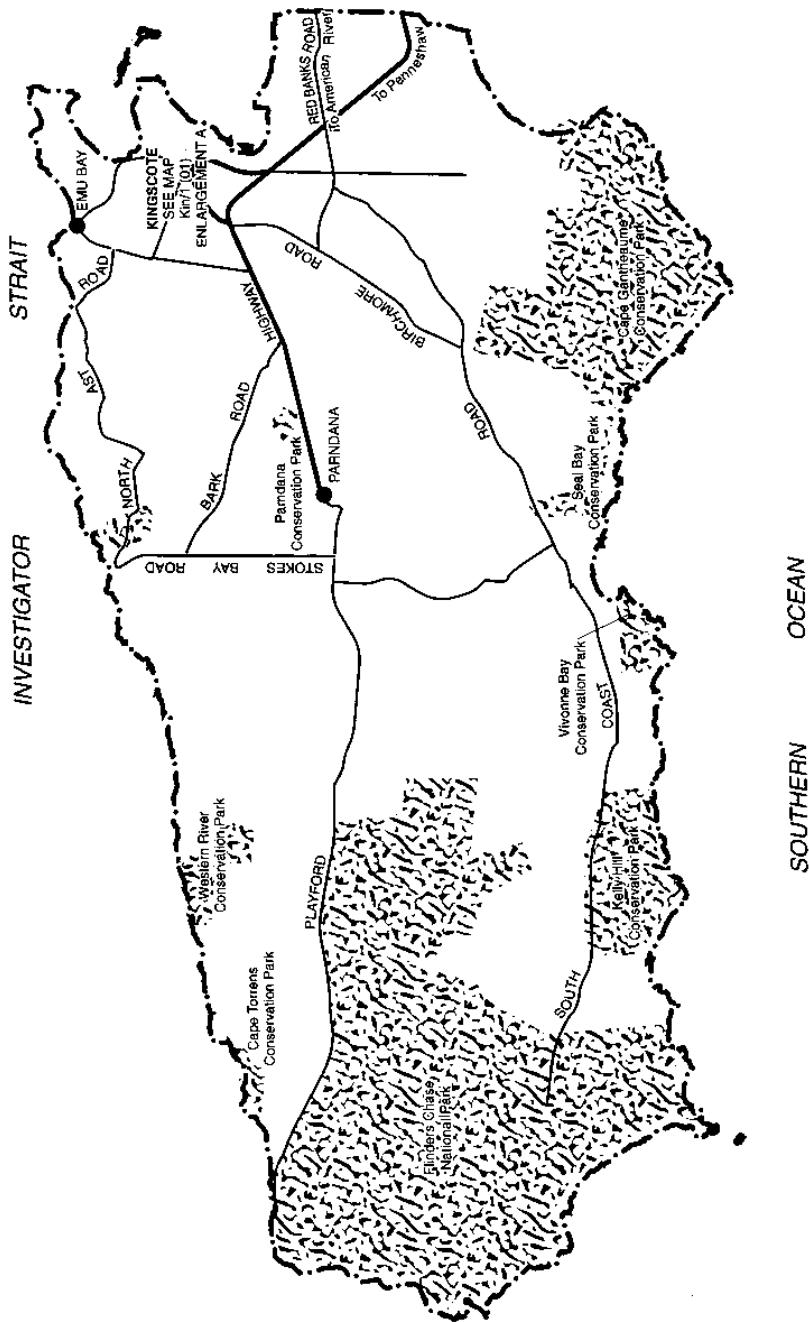 INVESTIGATOR
STRAIT
EMU BAY
KINGSCOTE
SEE MAP
Kin/1 (01)
ENLARGEMENT A
RED BANKS ROAD
(To American River)
To Penneshaw
ROAD
AST
NORTH
HIGHWAY
BARK
ROAD
ROAD
BIRCHMORE
Parndana
Conservation Park
PARNDANA
STOKES
BAY
ROAD
Western River
Conservation Park
Cape Torrens
Conservation Park
PLAYFORD
Flinders Chase
National Park
Cape Gantheaume
Conservation Park
Seal Bay
Conservation Park
Vivonne Bay
Conservation Park
Kelly Hill
Conservation Park
SOUTH
COAST
ROAD
SOUTHERN
OCEAN